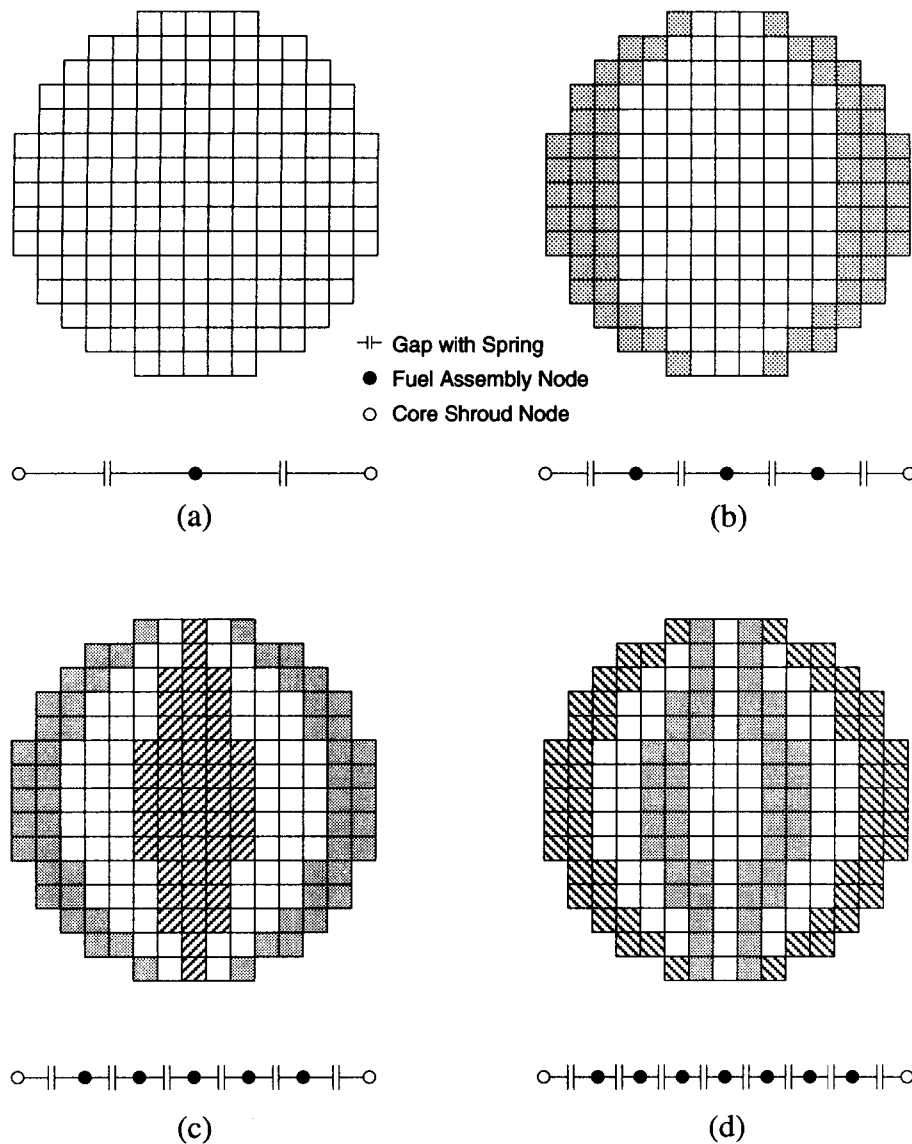 Gap with Spring
Fuel Assembly Node
Core Shroud Node
(a)
(b)
(c)
(d)